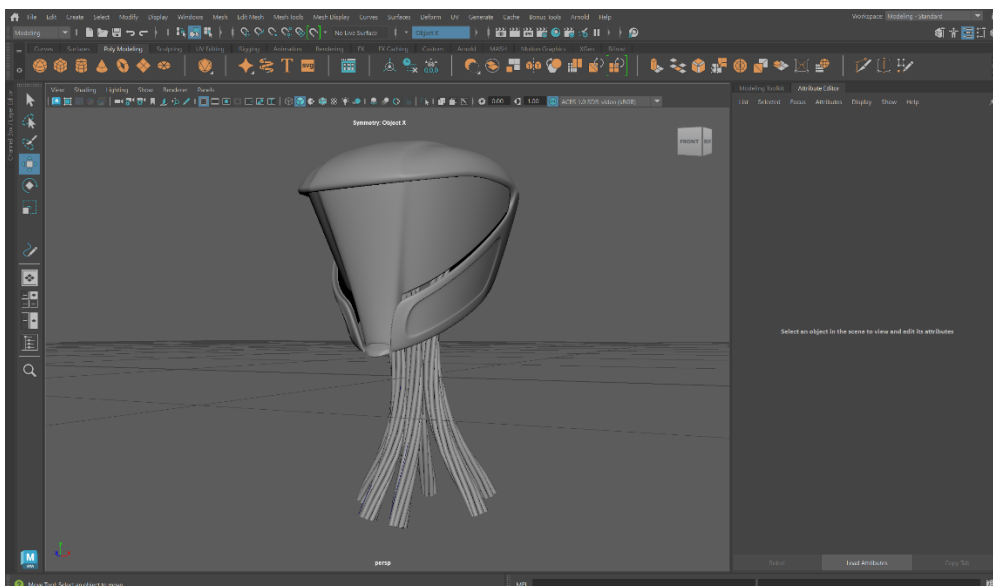 File Edit Create Select Modify Display Windows Mesh Edit Mesh Mesh Tools Mesh Display Curves Surfaces Deform UV Generate Cache Bonus Tools Arnold Help Workspace: Modeling - Standard
Modeling No Live Surface Object X
Curves Surfaces Poly Modeling Sculpting UV Editing Rigging Animation Rendering FX FX Caching Custom Arnold MASH Motion Graphics XGen
View Shading Lighting Show Renderer Panels
0.00 1.00 ACES 1.0 SDR-video (sRGB)
Modeling Toolkit Attribute Editor
List Selected Focus Attributes Display Show Help
Channel Box / Layer Editor
Symmetry: Object X
FRONT
Select an object in the scene to view and edit its attributes
persp
Select Load Attributes Copy Tab
Move Tool: Select an object to move. MEL